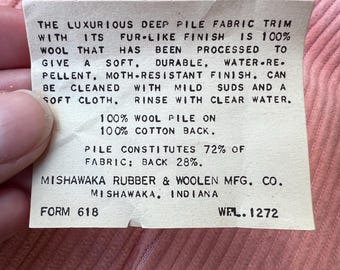 THE LUXURIOUS DEEP PILE FABRIC TRIM
WITH ITS FUR-LIKE FINISH IS 100%
WOOL THAT HAS BEEN PROCESSED TO
GIVE A SOFT, DURABLE, WATER-RE-
PELLENT, MOTH-RESISTANT FINISH. CAN
BE CLEANED WITH MILD SUDS AND A
SOFT CLOTH. RINSE WITH CLEAR WATER.
100% WOOL PILE ON
100% COTTON BACK.
PILE CONSTITUTES 72% OF
FABRIC; BACK 28%.
MISHAWAKA RUBBER & WOOLEN MFG. CO.
MISHAWAKA, INDIANA
FORM 618 WPL.1272